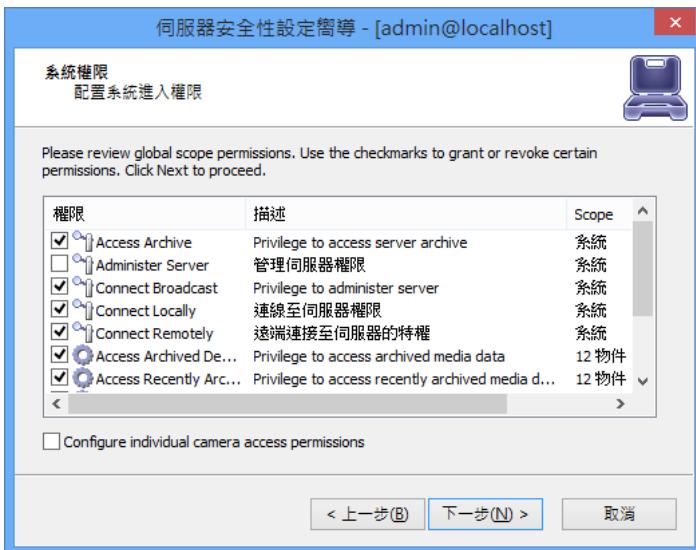 伺服器安全性設定嚮導 - [admin@localhost]
系統權限
配置系統進入權限
Please review global scope permissions. Use the checkmarks to grant or revoke certain
permissions. Click Next to proceed.
權限 描述 Scope
Access Archive Privilege to access server archive 系統
Administer Server 管理伺服器權限 系統
Connect Broadcast Privilege to administer server 系統
Connect Locally 連線至伺服器權限 系統
Connect Remotely 遠端連接至伺服器的特權 系統
Access Archived De... Privilege to access archived media data 12 物件
Access Recently Arc... Privilege to access recently archived media d... 12 物件
Configure individual camera access permissions
< 上一步(B) 下一步(N) > 取消